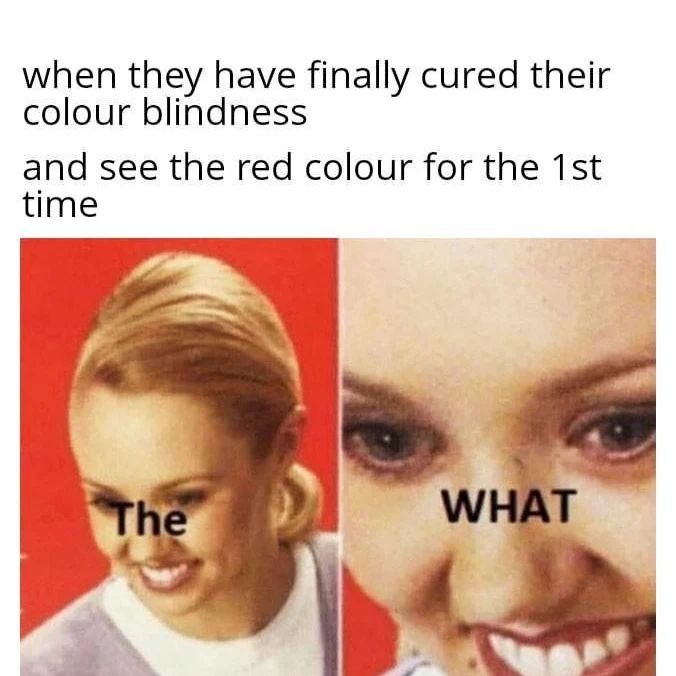 when they have finally cured their
colour blindness
and see the red colour for the 1st
time
The
WHAT